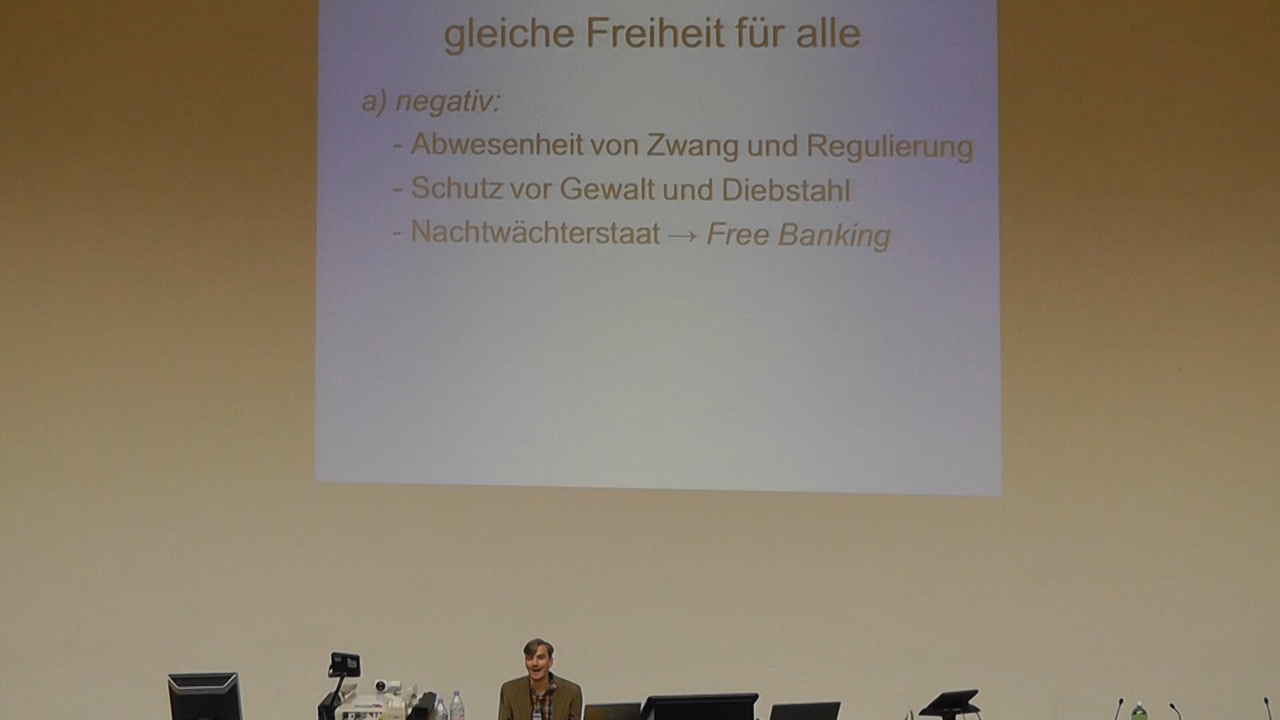 gleiche Freiheit für alle
a) negativ:
- Abwesenheit von Zwang und Regulierung
- Schutz vor Gewalt und Diebstahl
- Nachtwächterstaat → Free Banking